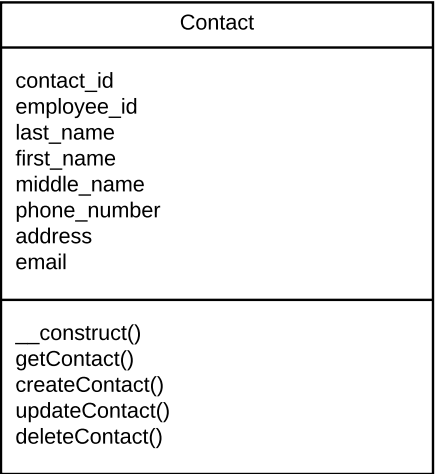 Contact
contact_id
employee_id
last_name
first_name
middle_name
phone_number
address
email
__construct()
getContact()
createContact()
updateContact()
deleteContact()